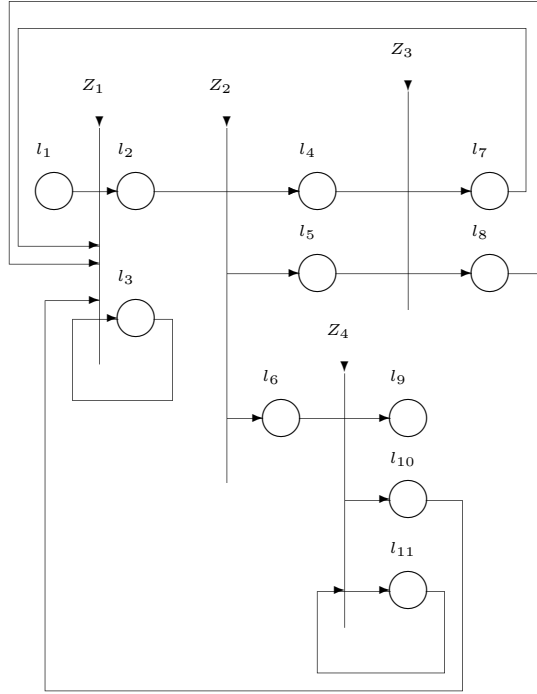 Z₃
Z₁ Z₂
l₁ l₂ l₄ l₇
l₅ l₈
l₃
Z₄
l₆ l₉
l₁₀
l₁₁